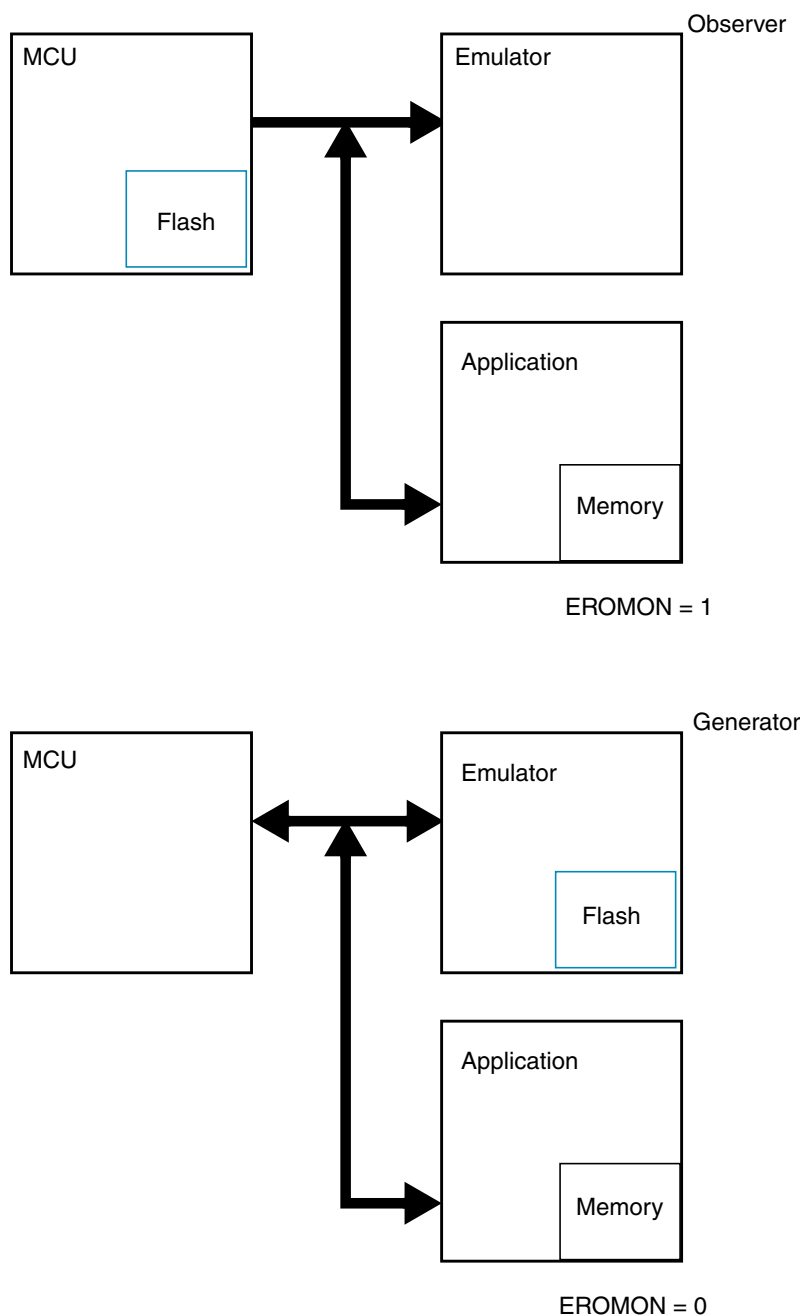 Observer
MCU
Emulator
Flash
Application
Memory
EROMON = 1
Generator
MCU
Emulator
Flash
Application
Memory
EROMON = 0